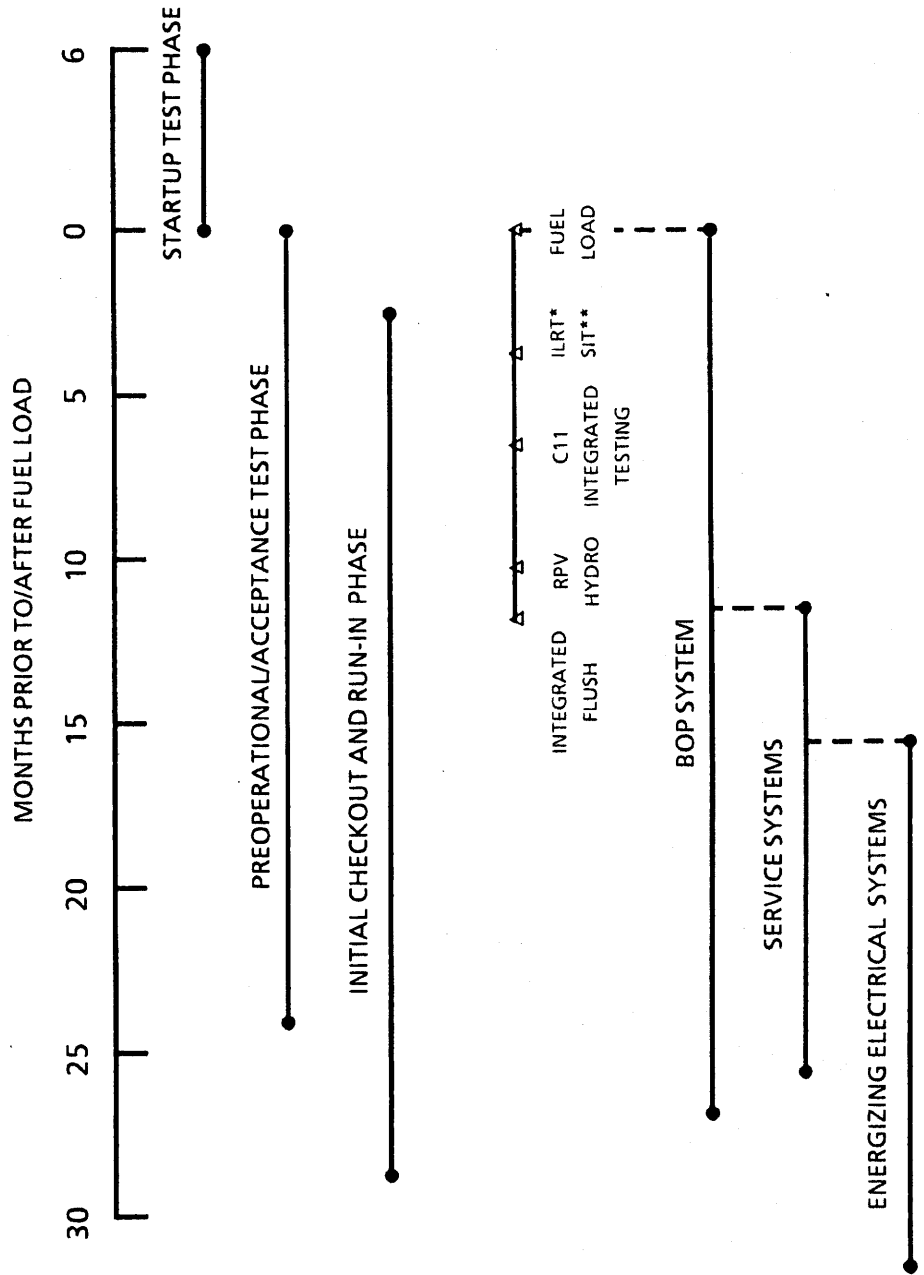 MONTHS PRIOR TO/AFTER FUEL LOAD
30 25 20 15 10 5 0 6
STARTUP TEST PHASE
PREOPERATIONAL/ACCEPTANCE TEST PHASE
INITIAL CHECKOUT AND RUN-IN PHASE
INTEGRATED
FLUSH
RPV
HYDRO
C11
INTEGRATED
TESTING
ILRT*
SIT**
FUEL
LOAD
BOP SYSTEM
SERVICE SYSTEMS
ENERGIZING ELECTRICAL SYSTEMS